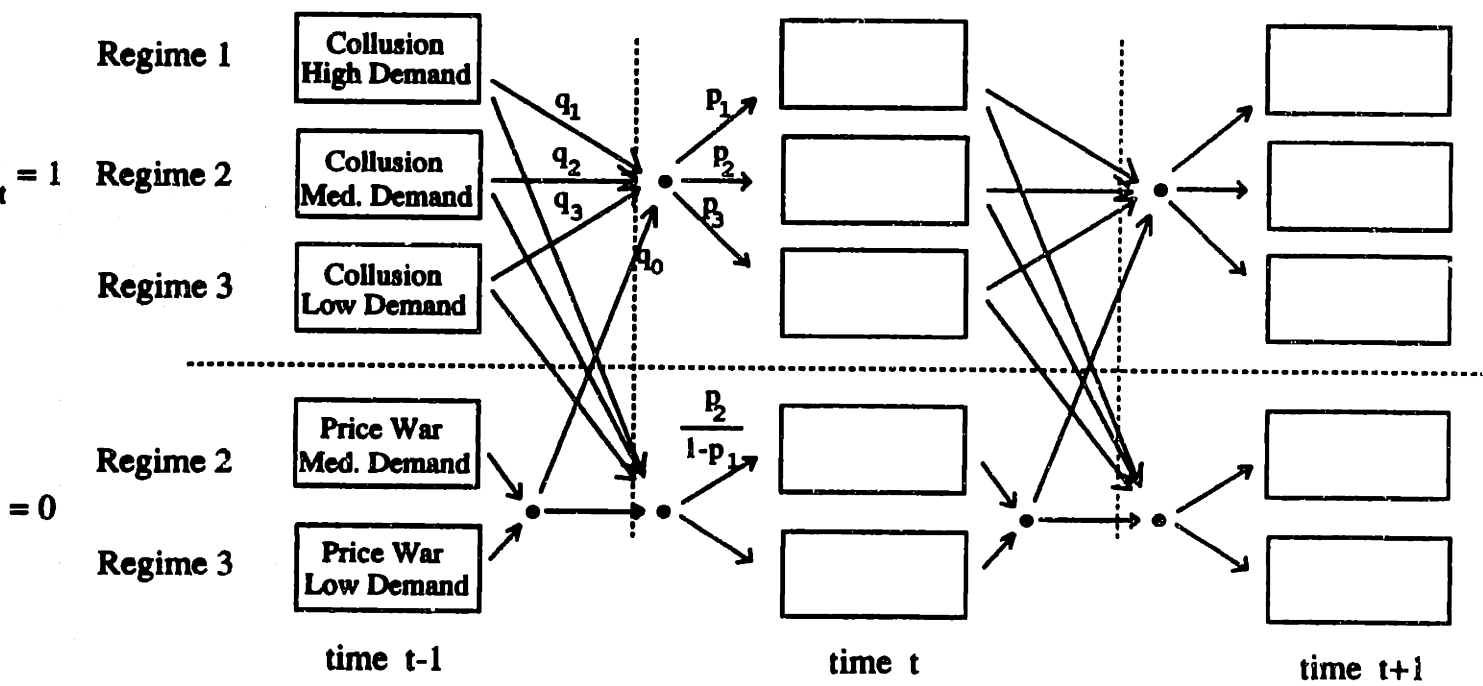 Regime 1
Collusion
High Demand
q1
p1
t = 1
Regime 2
Collusion
Med. Demand
q2
p2
q3
p3
Regime 3
Collusion
Low Demand
q0
Regime 2
Price War
Med. Demand
p2
1-p1
= 0
Regime 3
Price War
Low Demand
time t-1
time t
time t+1